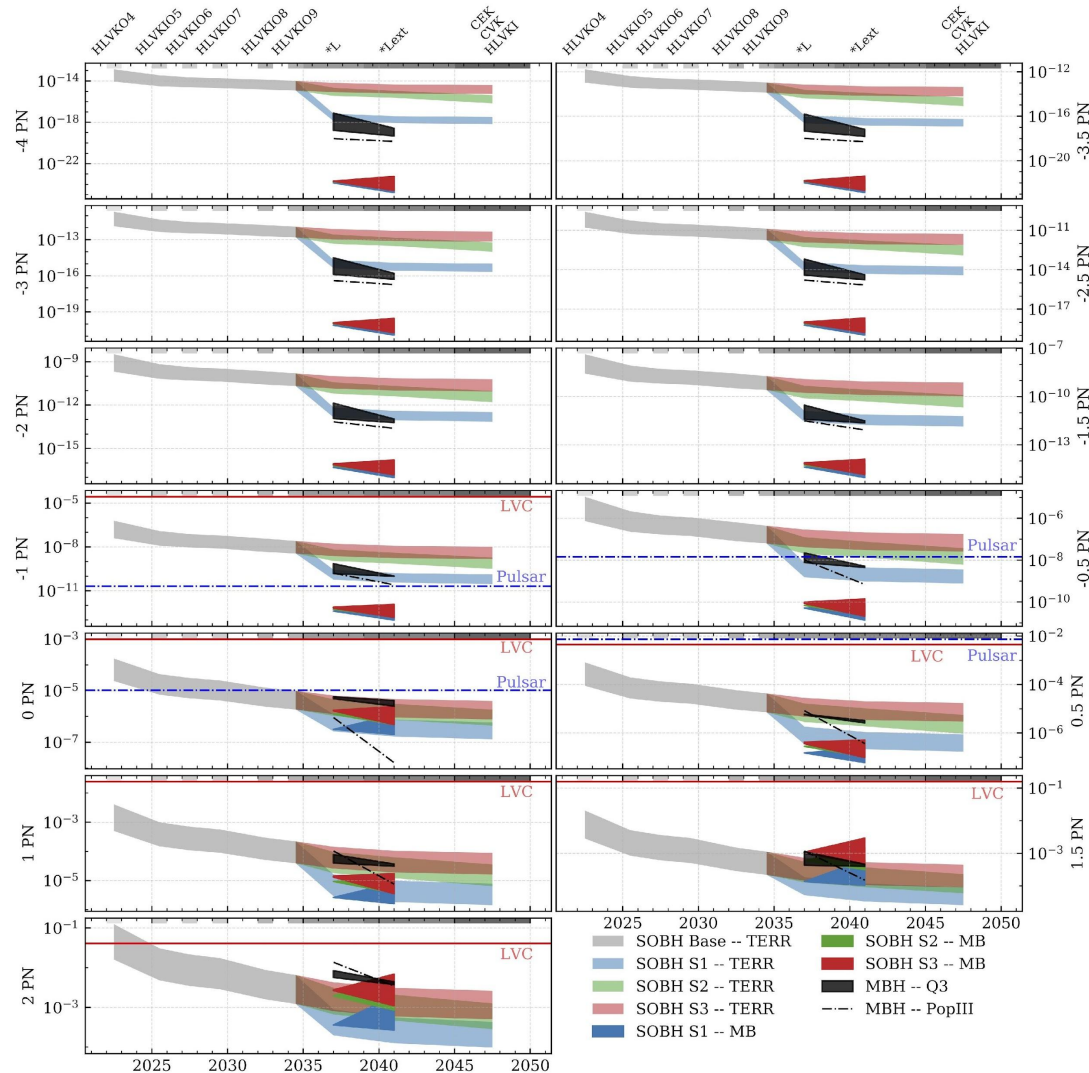 HLVKO4
HLVKIO5
HLVKIO6
HLVKIO7
HLVKIO8
HLVKIO9
*L
*Lext
CEK
CVK
HLVKI
HLVKO4
HLVKIO5
HLVKIO6
HLVKIO7
HLVKIO8
HLVKIO9
*L
*Lext
CEK
CVK
HLVKI
-4 PN
10⁻¹⁴
10⁻¹⁸
10⁻²²
10⁻¹²
10⁻¹⁶
10⁻²⁰
-3.5 PN
-3 PN
10⁻¹³
10⁻¹⁶
10⁻¹⁹
10⁻¹¹
10⁻¹⁴
10⁻¹⁷
-2.5 PN
-2 PN
10⁻⁹
10⁻¹²
10⁻¹⁵
10⁻⁷
10⁻¹⁰
10⁻¹³
-1.5 PN
-1 PN
10⁻⁵
10⁻⁸
10⁻¹¹
LVC
Pulsar
Pulsar
10⁻⁶
10⁻⁸
10⁻¹⁰
-0.5 PN
0 PN
10⁻³
10⁻⁵
10⁻⁷
LVC
Pulsar
LVC
Pulsar
10⁻²
10⁻⁴
10⁻⁶
0.5 PN
1 PN
10⁻³
10⁻⁵
LVC
LVC
10⁻¹
10⁻³
1.5 PN
2025
2030
2035
2040
2045
2050
2 PN
10⁻¹
10⁻³
LVC
2025
2030
2035
2040
2045
2050
SOBH Base -- TERR
SOBH S1 -- TERR
SOBH S2 -- TERR
SOBH S3 -- TERR
SOBH S1 -- MB
SOBH S2 -- MB
SOBH S3 -- MB
MBH -- Q3
MBH -- PopIII